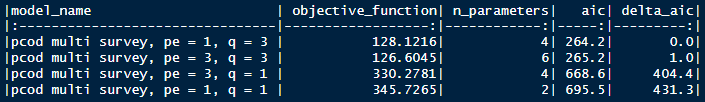 |model_name | objective_function| n_parameters| aic| delta_aic|
|:--------------------------------|------------------:|------------:|-----:|---------:|
|pcod multi survey, pe = 1, q = 3 | 128.1216| 4| 264.2| 0.0|
|pcod multi survey, pe = 3, q = 3 | 126.6045| 6| 265.2| 1.0|
|pcod multi survey, pe = 3, q = 1 | 330.2781| 4| 668.6| 404.4|
|pcod multi survey, pe = 1, q = 1 | 345.7265| 2| 695.5| 431.3|